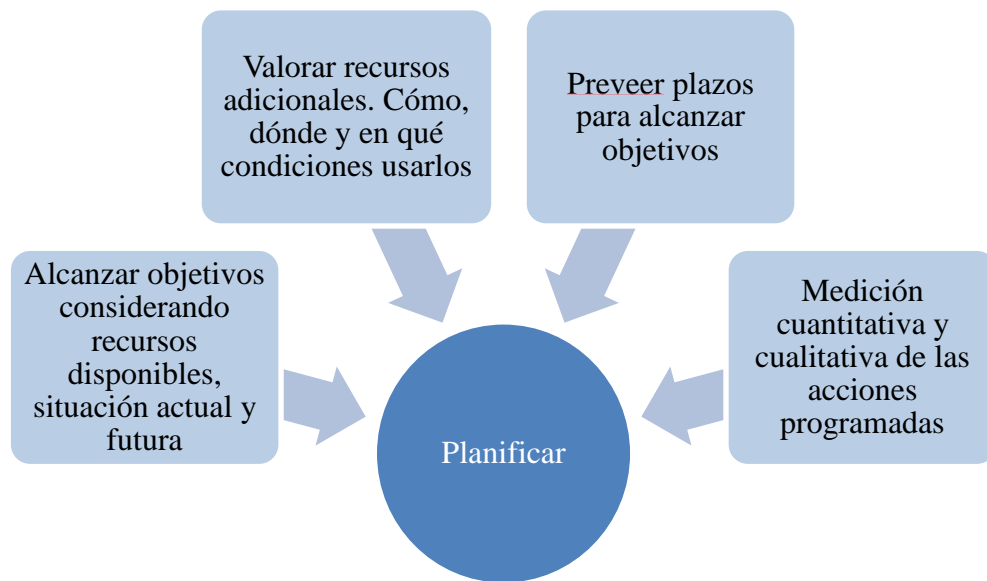 Valorar recursos
adicionales. Cómo,
dónde y en qué
condiciones usarlos
Preveer plazos
para alcanzar
objetivos
Alcanzar objetivos
considerando
recursos
disponibles,
situación actual y
futura
Medición
cuantitativa y
cualitativa de las
acciones
programadas
Planificar